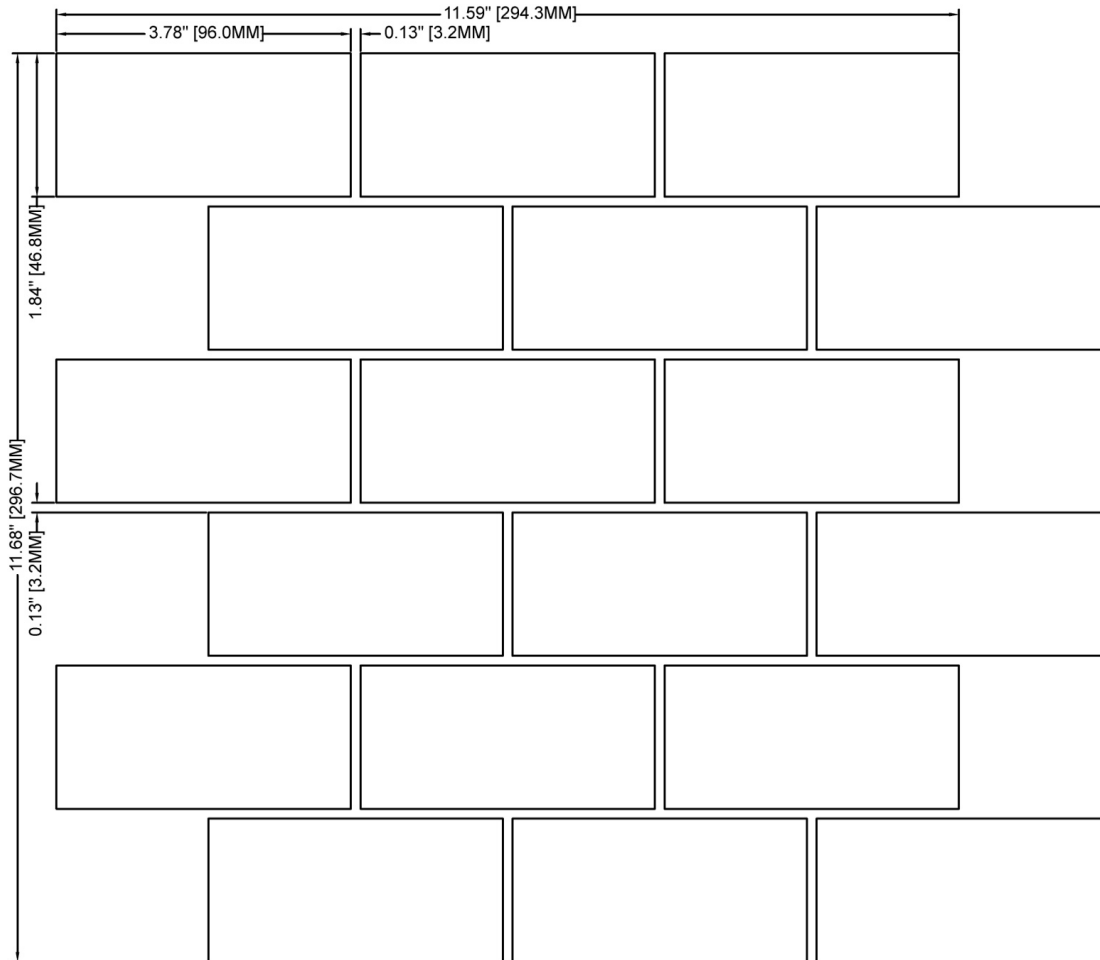 11.59" [294.3MM]
3.78" [96.0MM]
0.13" [3.2MM]
1.84" [46.8MM]
11.68" [296.7MM]
0.13" [3.2MM]